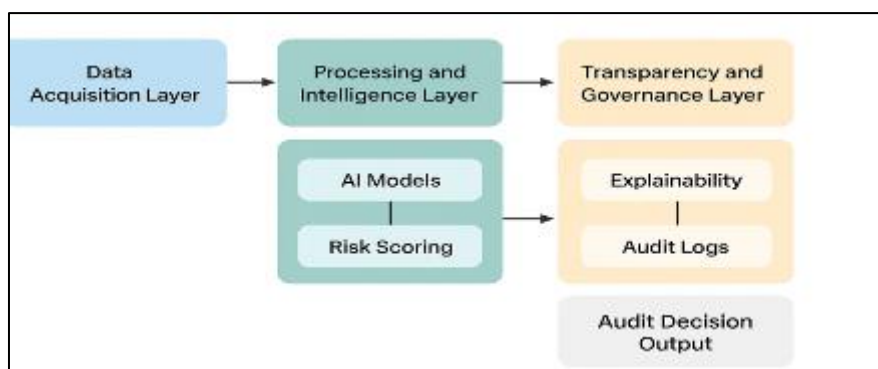 Data
Acquisition Layer
Processing and
Intelligence Layer
Transparency and
Governance Layer
AI Models
Risk Scoring
Explainability
Audit Logs
Audit Decision
Output